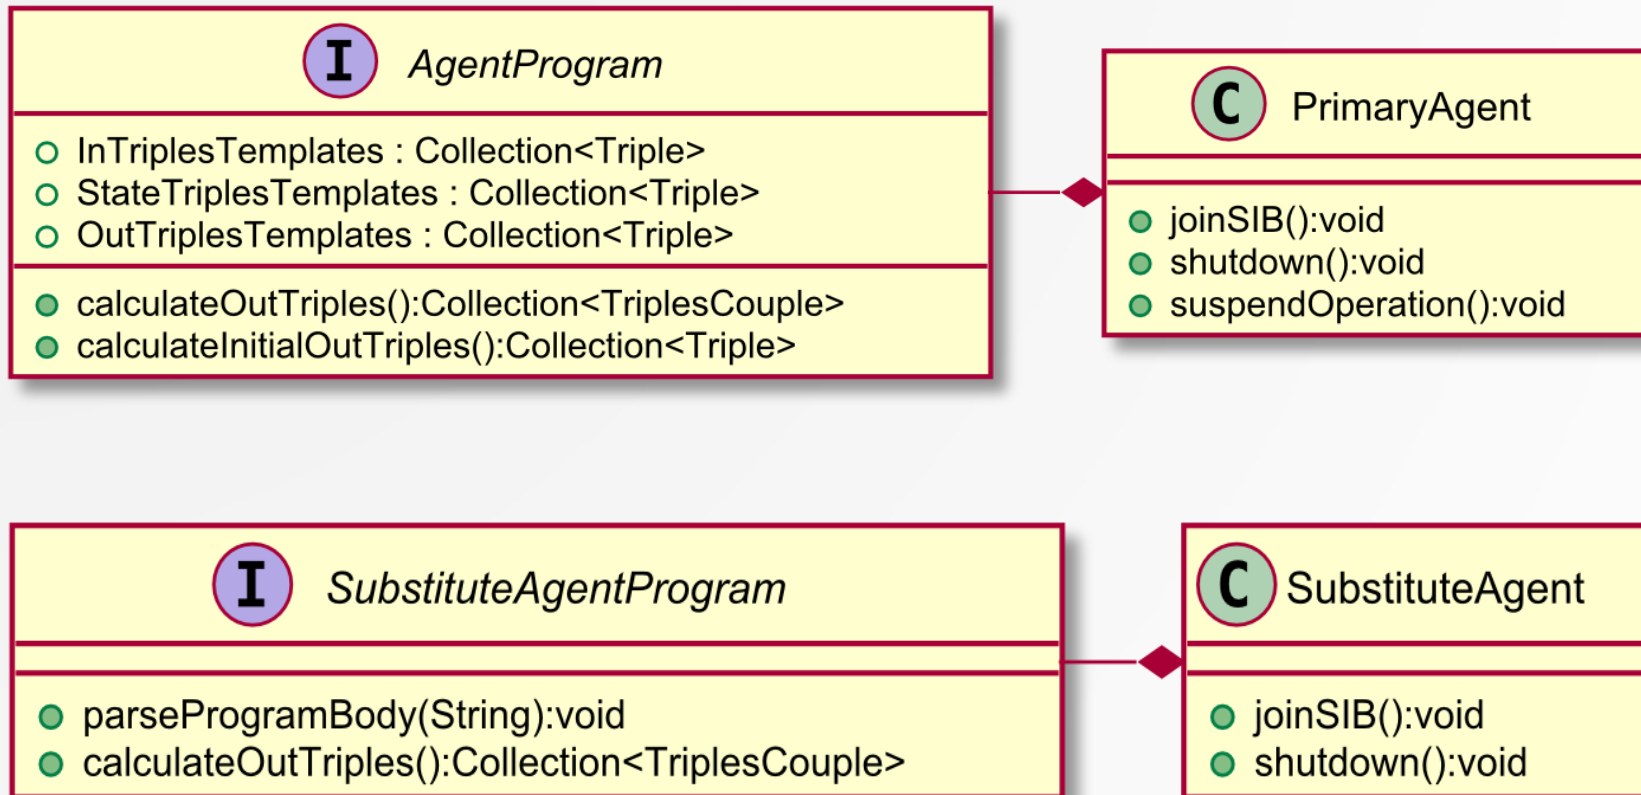 I AgentProgram
InTriplesTemplates : Collection<Triple>
StateTriplesTemplates : Collection<Triple>
OutTriplesTemplates : Collection<Triple>
calculateOutTriples():Collection<TriplesCouple>
calculateInitialOutTriples():Collection<Triple>
C PrimaryAgent
joinSIB():void
shutdown():void
suspendOperation():void
I SubstituteAgentProgram
parseProgramBody(String):void
calculateOutTriples():Collection<TriplesCouple>
C SubstituteAgent
joinSIB():void
shutdown():void